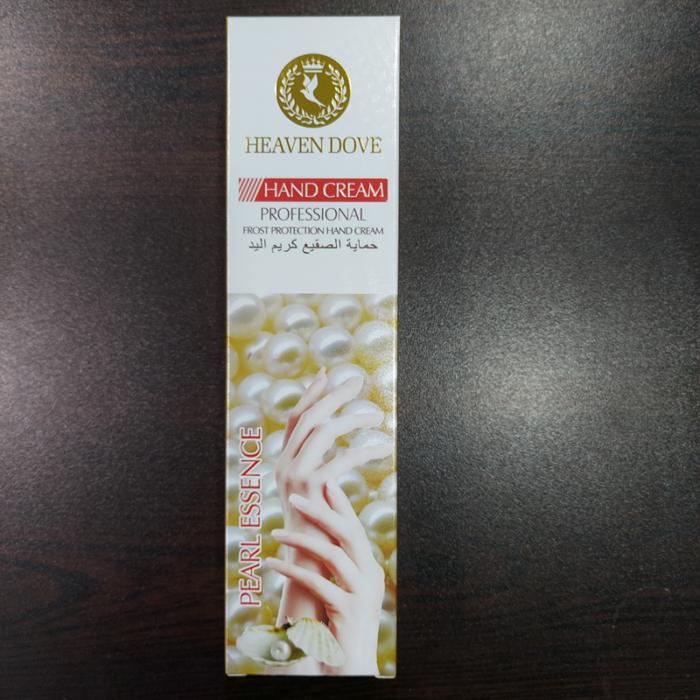 HEAVEN DOVE
HAND CREAM
PROFESSIONAL
FROST PROTECTION HAND CREAM
حماية الصقيع كريم اليد
PEARL ESSENCE